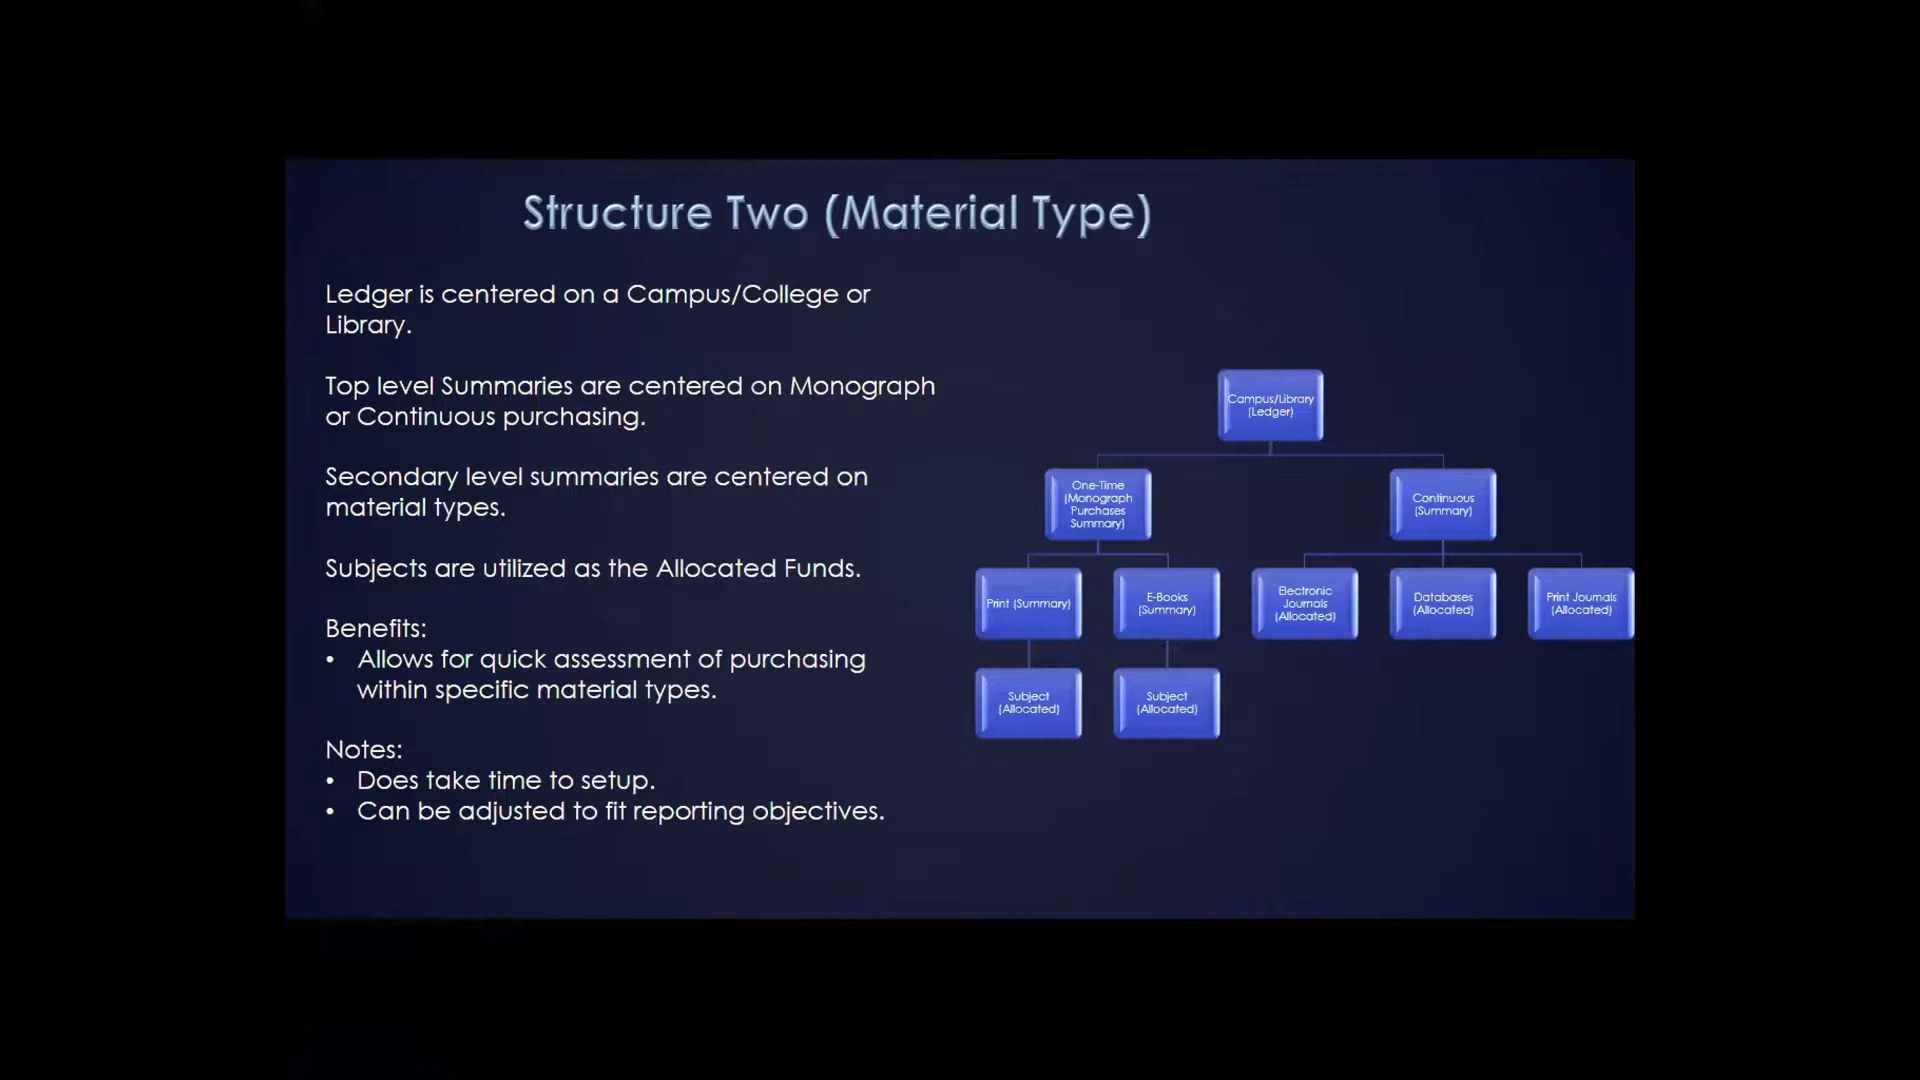 Structure Two (Material Type)
Ledger is centered on a Campus/College or
Library.
Top level Summaries are centered on Monograph
or Continuous purchasing.
Secondary level summaries are centered on
material types.
Subjects are utilized as the Allocated Funds.
Benefits:
• Allows for quick assessment of purchasing
within specific material types.
Notes:
• Does take time to setup.
• Can be adjusted to fit reporting objectives.
Campus/Library
(Ledger)
One-Time
(Monograph
Purchases
Summary)
Continuous
(Summary)
Print (Summary)
E-Books
(Summary)
Electronic
Journals
(Allocated)
Databases
(Allocated)
Print Journals
(Allocated)
Subject
(Allocated)
Subject
(Allocated)